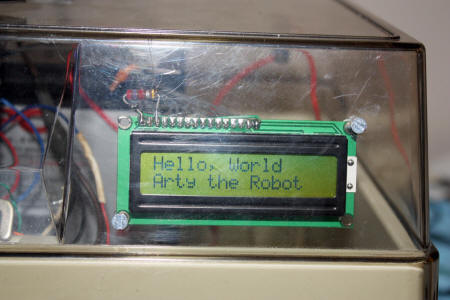 Hello, World
Arty the Robot